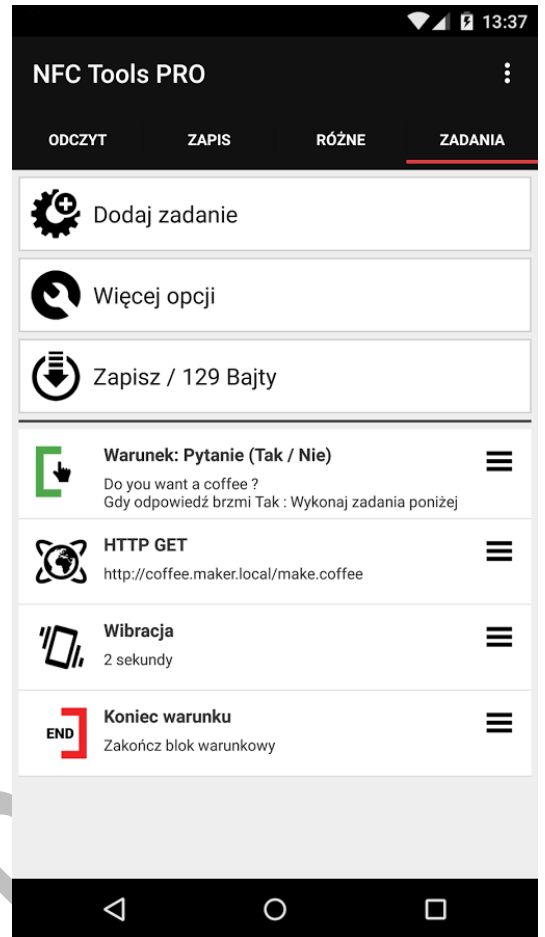 13:37
NFC Tools PRO
ODCZYT ZAPIS RÓŻNE ZADANIA
Dodaj zadanie
Więcej opcji
Zapisz / 129 Bajty
Warunek: Pytanie (Tak / Nie)
Do you want a coffee ?
Gdy odpowiedź brzmi Tak : Wykonaj zadania poniżej
HTTP GET
http://coffee.maker.local/make.coffee
Wibracja
2 sekundy
END
Koniec warunku
Zakończ blok warunkowy